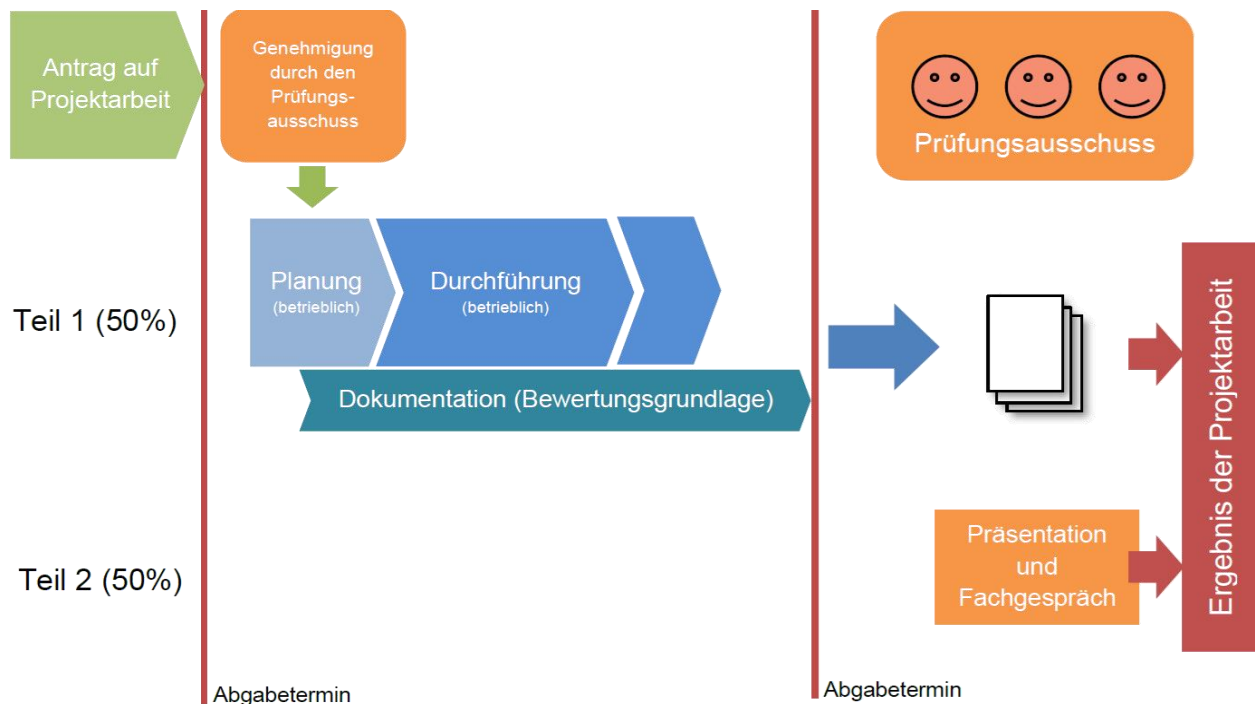 Antrag auf
Projektarbeit
Genehmigung
durch den
Prüfungs-
ausschuss
Prüfungsausschuss
Teil 1 (50%)
Planung
(betrieblich)
Durchführung
(betrieblich)
Dokumentation (Bewertungsgrundlage)
Teil 2 (50%)
Präsentation
und
Fachgespräch
Ergebnis der Projektarbeit
Abgabetermin
Abgabetermin